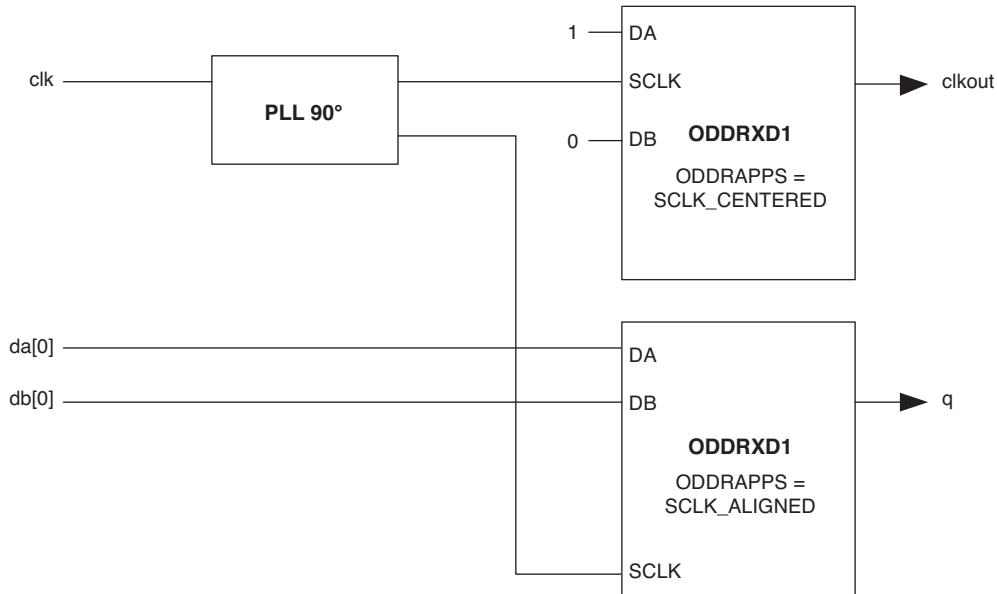 1
DA
clk
PLL 90°
SCLK
clkout
0
DB
ODDRXD1
ODDRAPPS =
SCLK_CENTERED
da[0]
DA
db[0]
DB
q
ODDRXD1
ODDRAPPS =
SCLK_ALIGNED
SCLK